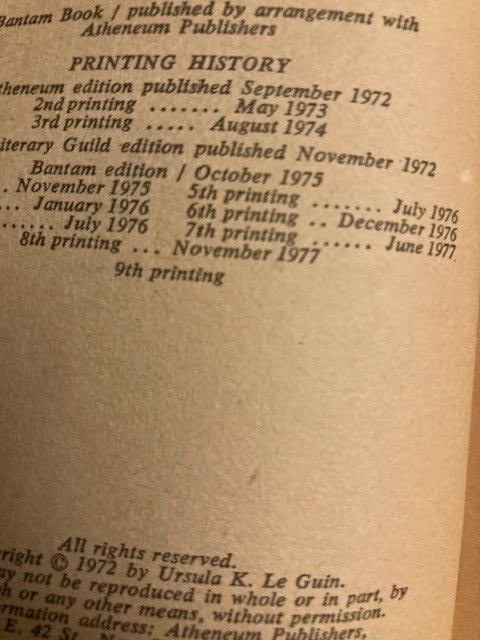 Bantam Book / published by arrangement with
Atheneum Publishers
PRINTING HISTORY
theneum edition published September 1972
2nd printing ....... May 1973
3rd printing ..... August 1974
iterary Guild edition published November 1972
Bantam edition / October 1975
.. November 1975 5th printing ....... July 1976
... January 1976 6th printing .. December 1976
...... July 1976 7th printing ...... June 1977
8th printing ... November 1977
9th printing
All rights reserved.
right © 1972 by Ursula K. Le Guin.
ay not be reproduced in whole or in part, by
h or any other means, without permission.
ormation address: Atheneum Publishers,
E. 42 St., N